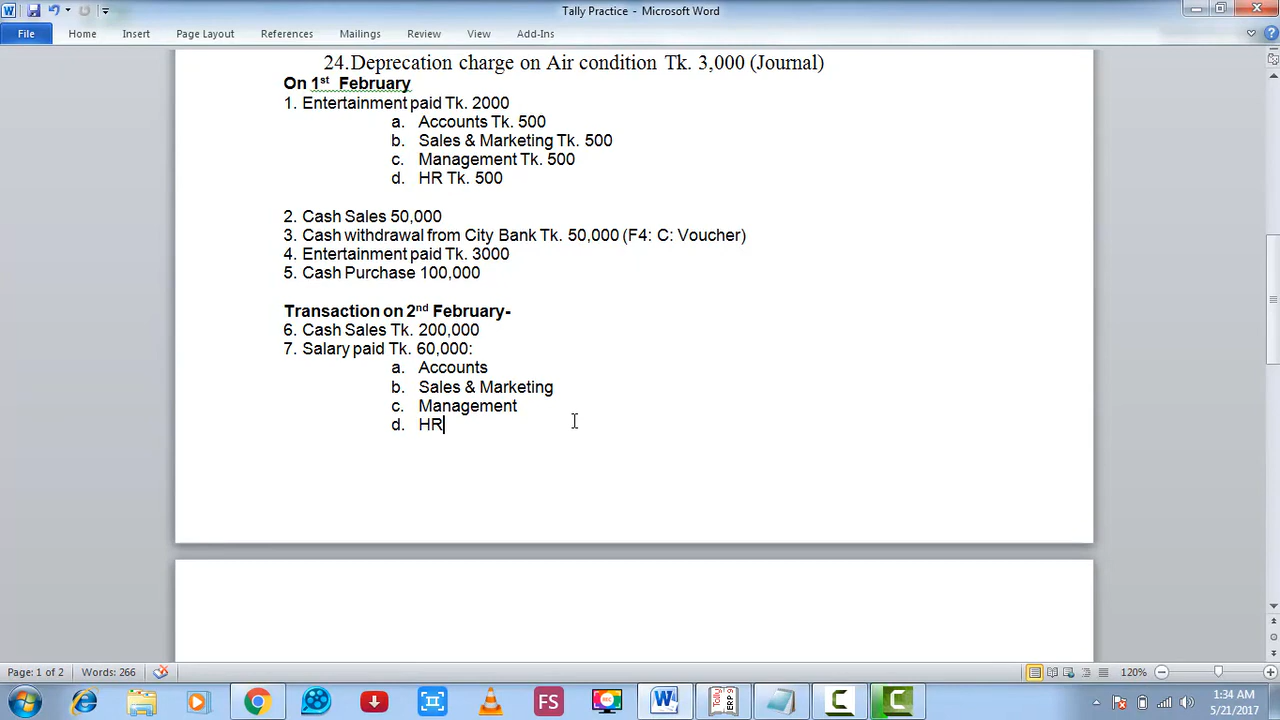 Tally Practice - Microsoft Word
File Home Insert Page Layout References Mailings Review View Add-Ins
24.Deprecation charge on Air condition Tk. 3,000 (Journal)
On 1st February
1. Entertainment paid Tk. 2000
a. Accounts Tk. 500
b. Sales & Marketing Tk. 500
c. Management Tk. 500
d. HR Tk. 500
2. Cash Sales 50,000
3. Cash withdrawal from City Bank Tk. 50,000 (F4: C: Voucher)
4. Entertainment paid Tk. 3000
5. Cash Purchase 100,000
Transaction on 2nd February-
6. Cash Sales Tk. 200,000
7. Salary paid Tk. 60,000:
a. Accounts
b. Sales & Marketing
c. Management
d. HR
Page: 1 of 2 Words: 266 120%
FS
1:34 AM
5/21/2017